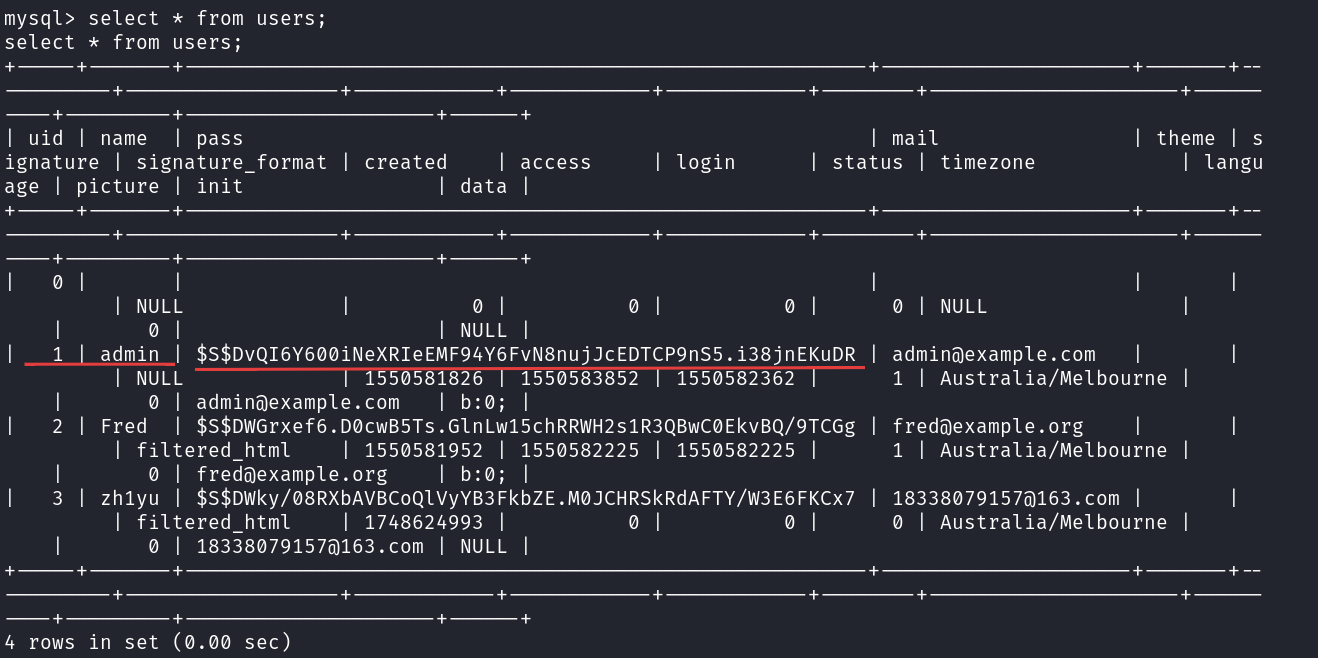 mysql> select * from users;
select * from users;
+-----+-------+---------------------------------------------------------+---------------------+-------+--
---------+------------------+------------+------------+------------+--------+---------------------+------
----+---------+---------------------+------+
| uid | name  | pass                                                    | mail                | theme | s
ignature | signature_format | created    | access     | login      | status | timezone            | langu
age | picture | init                | data |
+-----+-------+---------------------------------------------------------+---------------------+-------+--
---------+------------------+------------+------------+------------+--------+---------------------+------
----+---------+---------------------+------+
|   0 |       |                                                         |                     |       |
         | NULL             |          0 |          0 |          0 |      0 | NULL                |
    |       0 |                     | NULL |
|   1 | admin | $S$DvQI6Y600iNeXRIeEMF94Y6FvN8nujJcEDTCP9nS5.i38jnEKuDR | admin@example.com   |       |
         | NULL             | 1550581826 | 1550583852 | 1550582362 |      1 | Australia/Melbourne |
    |       0 | admin@example.com   | b:0; |
|   2 | Fred  | $S$DWGrxef6.D0cwB5Ts.GlnLw15chRRWH2s1R3QBwC0EkvBQ/9TCGg | fred@example.org    |       |
         | filtered_html    | 1550581952 | 1550582225 | 1550582225 |      1 | Australia/Melbourne |
    |       0 | fred@example.org    | b:0; |
|   3 | zh1yu | $S$DWky/08RXbAVBCoQlVyYB3FkbZE.M0JCHRSkRdAFTY/W3E6FKCx7 | 18338079157@163.com |       |
         | filtered_html    | 1748624993 |          0 |          0 |      0 | Australia/Melbourne |
    |       0 | 18338079157@163.com | NULL |
+-----+-------+---------------------------------------------------------+---------------------+-------+--
---------+------------------+------------+------------+------------+--------+---------------------+------
----+---------+---------------------+------+
4 rows in set (0.00 sec)